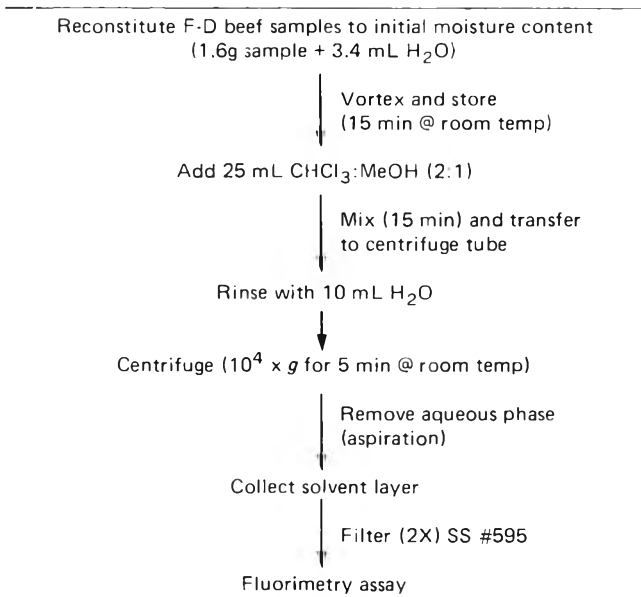 Reconstitute F-D beef samples to initial moisture content
(1.6g sample + 3.4 mL H₂O)
Vortex and store
(15 min @ room temp)
Add 25 mL CHCl₃:MeOH (2:1)
Mix (15 min) and transfer
to centrifuge tube
Rinse with 10 mL H₂O
Centrifuge (10⁴ x g for 5 min @ room temp)
Remove aqueous phase
(aspiration)
Collect solvent layer
Filter (2X) SS #595
Fluorimetry assay